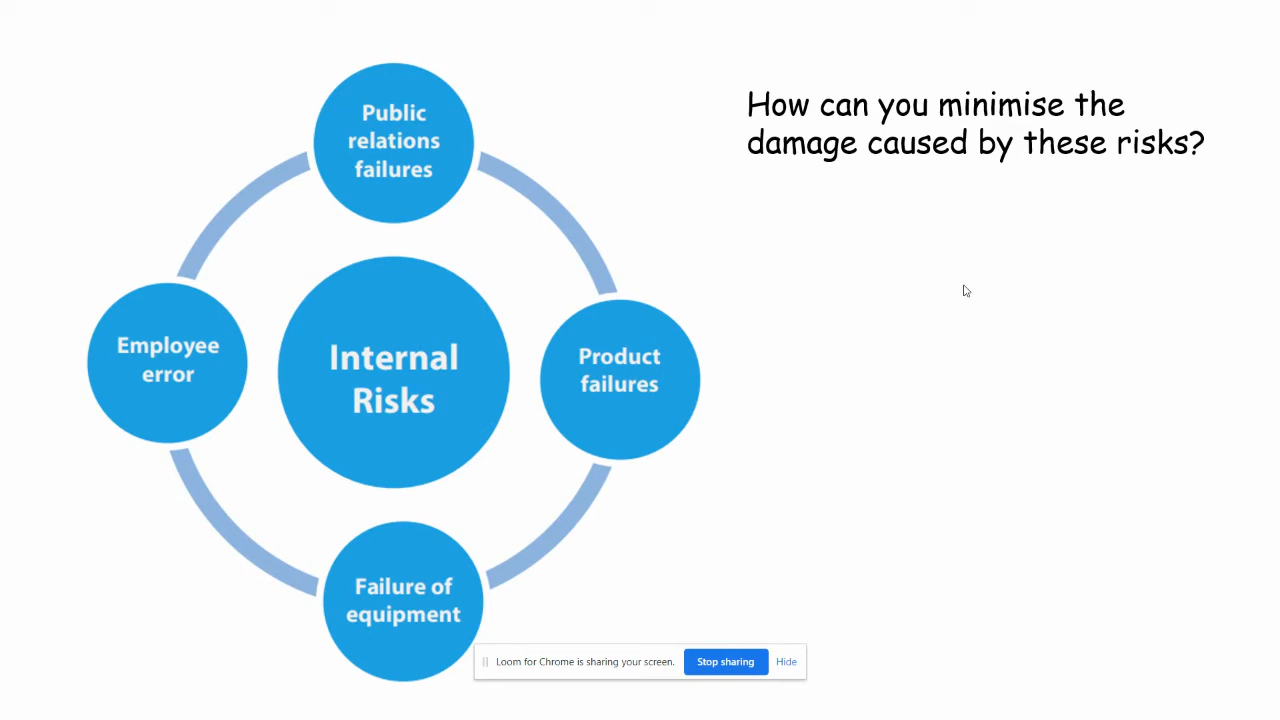 Public
relations
failures
How can you minimise the
damage caused by these risks?
Employee
error
Internal
Risks
Product
failures
Failure of
equipment
Loom for Chrome is sharing your screen.
Stop sharing
Hide